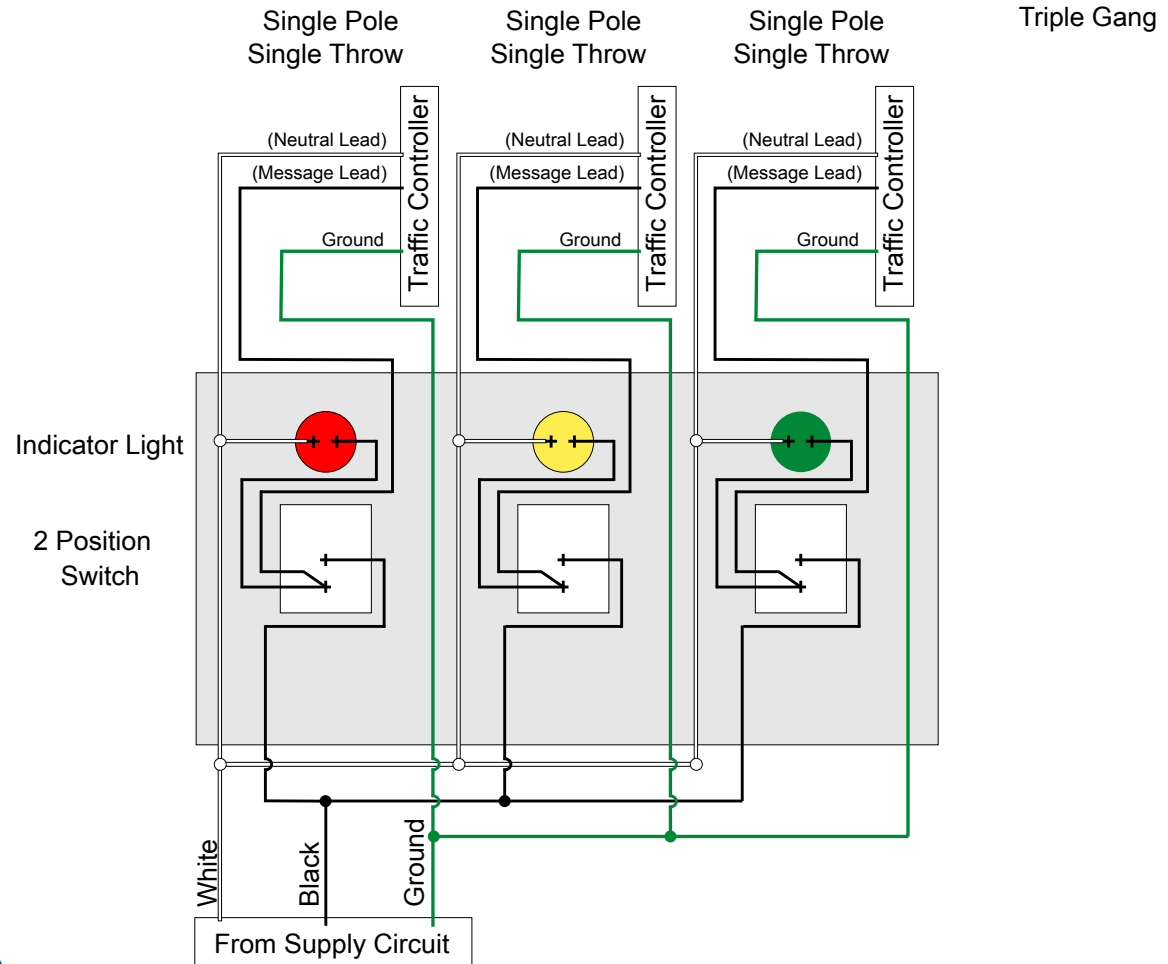 Single Pole
Single Throw
Single Pole
Single Throw
Single Pole
Single Throw
Triple Gang
(Neutral Lead)
(Message Lead)
Ground
Traffic Controller
(Neutral Lead)
(Message Lead)
Ground
Traffic Controller
(Neutral Lead)
(Message Lead)
Ground
Traffic Controller
Indicator Light
2 Position
Switch
White
Black
Ground
From Supply Circuit